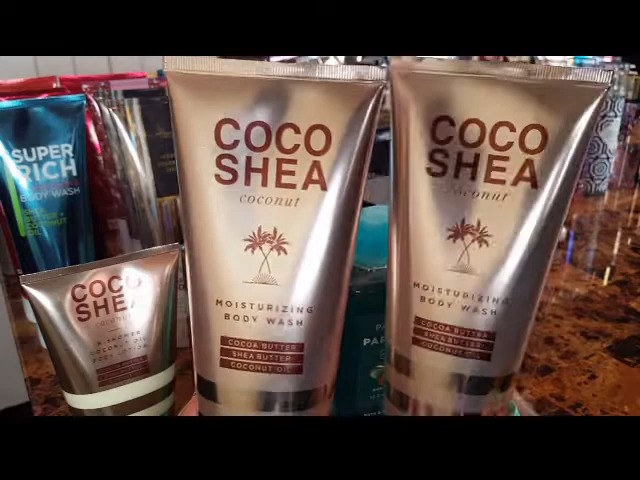 SUPER
RICH
BODY WASH
COCO
SHEA
coconut
COCO
SHEA
coconut
MOISTURIZING
BODY WASH
COCOA BUTTER
SHEA BUTTER
COCONUT OIL
COCO
SHEA
coconut
MOISTURIZING
BODY WASH
COCOA BUTTER
SHEA BUTTER
COCONUT OIL